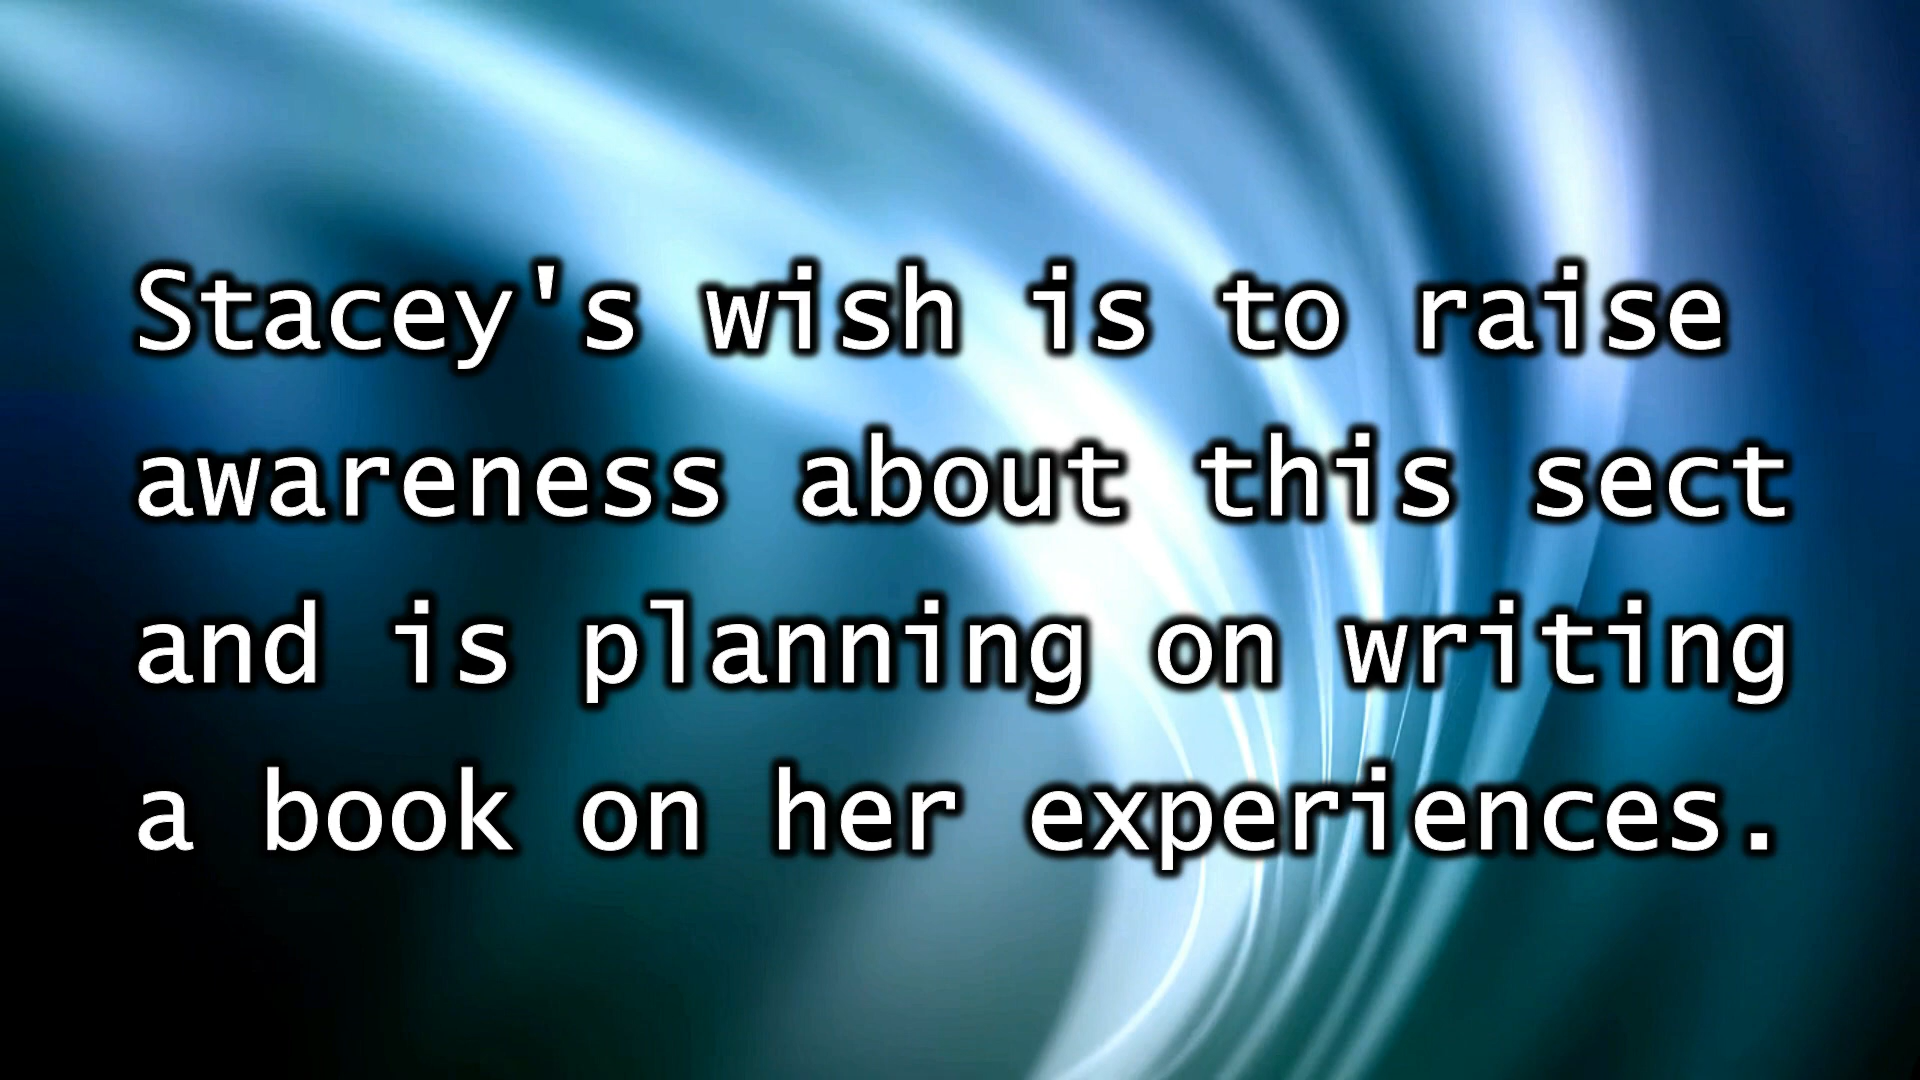 Stacey's wish is to raise
awareness about this sect
and is planning on writing
a book on her experiences.